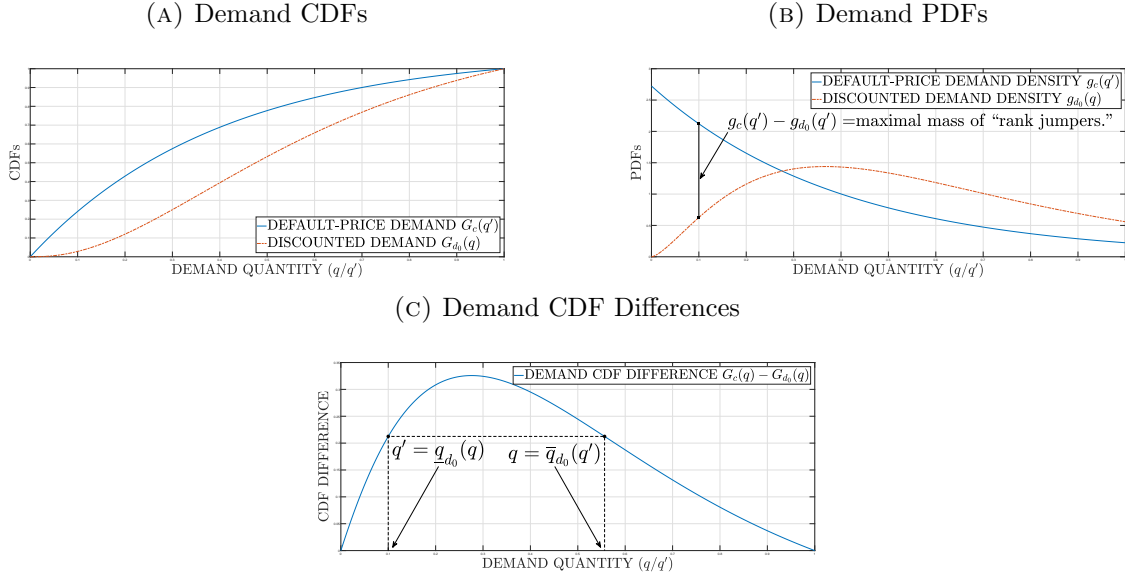 (A) Demand CDFs
CDFs
DEFAULT-PRICE DEMAND G_c(q')
DISCOUNTED DEMAND G_{d_0}(q)
DEMAND QUANTITY (q/q')
(B) Demand PDFs
PDFs
DEFAULT-PRICE DEMAND DENSITY g_c(q')
DISCOUNTED DEMAND DENSITY g_{d_0}(q)
g_c(q') − g_{d_0}(q') =maximal mass of “rank jumpers.”
DEMAND QUANTITY (q/q')
(C) Demand CDF Differences
CDF DIFFERENCE
DEMAND CDF DIFFERENCE G_c(q) − G_{d_0}(q)
q' = \underline{q}_{d_0}(q)
q = \overline{q}_{d_0}(q')
DEMAND QUANTITY (q/q')